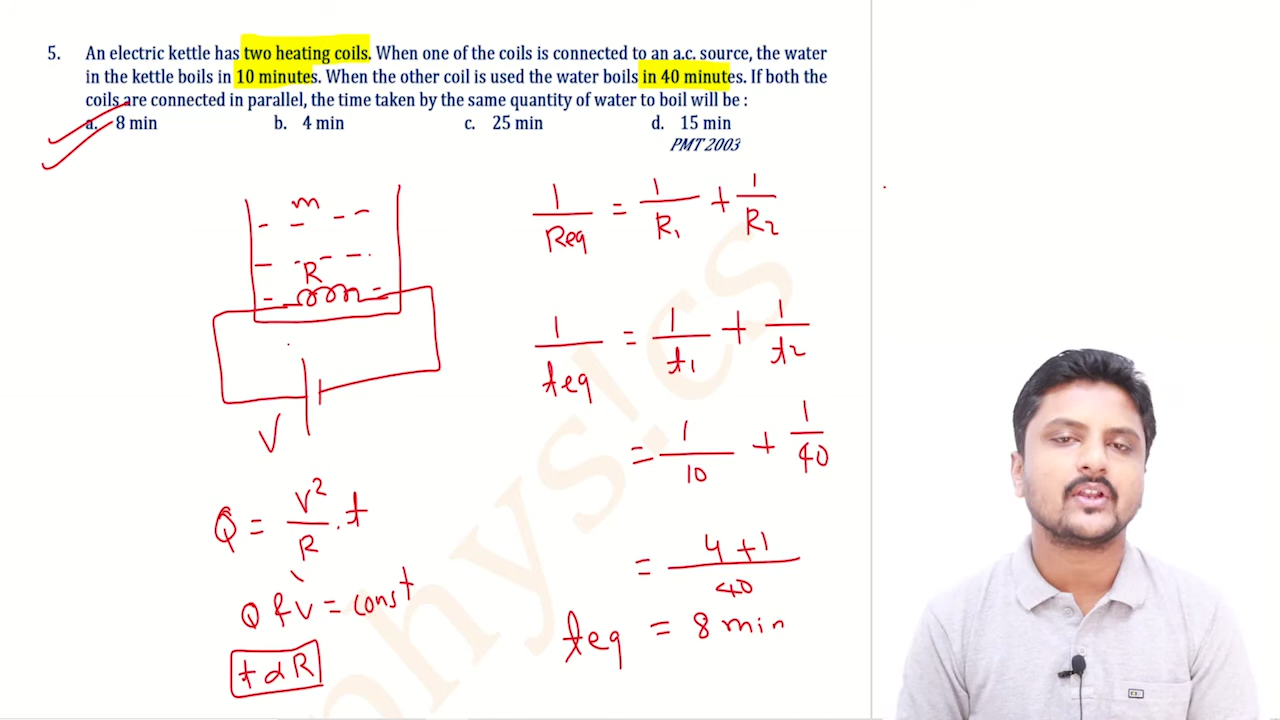 5. An electric kettle has two heating coils. When one of the coils is connected to an a.c. source, the water
in the kettle boils in 10 minutes. When the other coil is used the water boils in 40 minutes. If both the
coils are connected in parallel, the time taken by the same quantity of water to boil will be :
a. 8 min b. 4 min c. 25 min d. 15 min
PMT 2003
m
R
V
Q = V²/R . t
Q & V = const
t α R
1/Req = 1/R₁ + 1/R₂
1/teq = 1/t₁ + 1/t₂
= 1/10 + 1/40
= 4+1/40
teq = 8 min
phys!cs